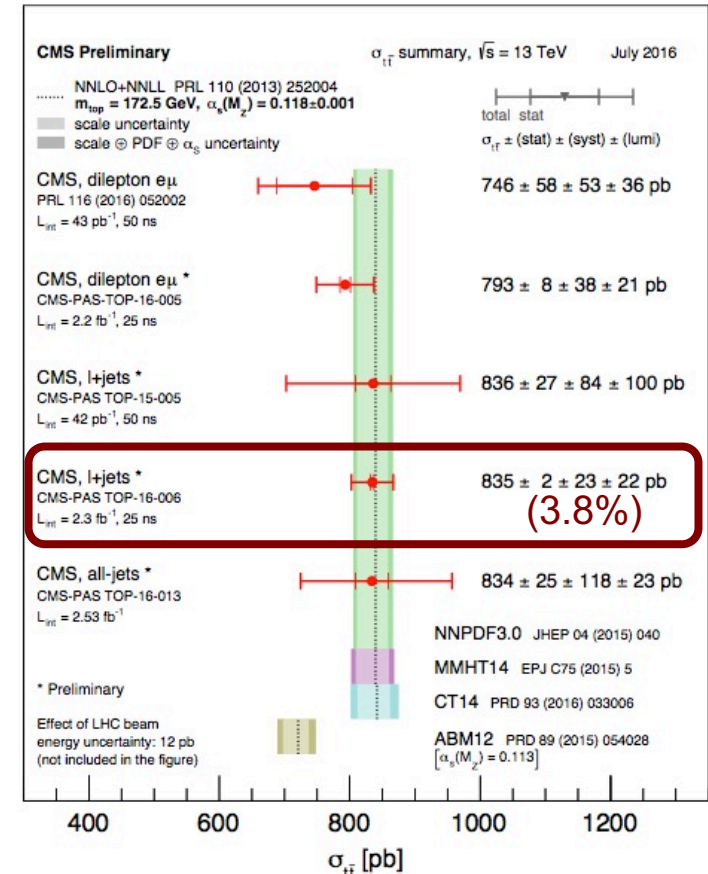 CMS Preliminary σtt̄ summary, √s = 13 TeV July 2016
NNLO+NNLL PRL 110 (2013) 252004
mtop = 172.5 GeV, αs(MZ) = 0.118±0.001
scale uncertainty
scale ⊕ PDF ⊕ αS uncertainty
total stat
σtt̄ ± (stat) ± (syst) ± (lumi)
CMS, dilepton eμ 746 ± 58 ± 53 ± 36 pb
PRL 116 (2016) 052002
Lint = 43 pb⁻¹, 50 ns
CMS, dilepton eμ * 793 ± 8 ± 38 ± 21 pb
CMS-PAS-TOP-16-005
Lint = 2.2 fb⁻¹, 25 ns
CMS, l+jets * 836 ± 27 ± 84 ± 100 pb
CMS-PAS TOP-15-005
Lint = 42 pb⁻¹, 50 ns
CMS, l+jets * 835 ± 2 ± 23 ± 22 pb
CMS-PAS TOP-16-006
(3.8%)
Lint = 2.3 fb⁻¹, 25 ns
CMS, all-jets * 834 ± 25 ± 118 ± 23 pb
CMS-PAS TOP-16-013
Lint = 2.53 fb⁻¹
NNPDF3.0 JHEP 04 (2015) 040
MMHT14 EPJ C75 (2015) 5
* Preliminary
CT14 PRD 93 (2016) 033006
Effect of LHC beam
energy uncertainty: 12 pb
(not included in the figure)
ABM12 PRD 89 (2015) 054028
[αs(MZ) = 0.113]
400 600 800 1000 1200
σtt̄ [pb]